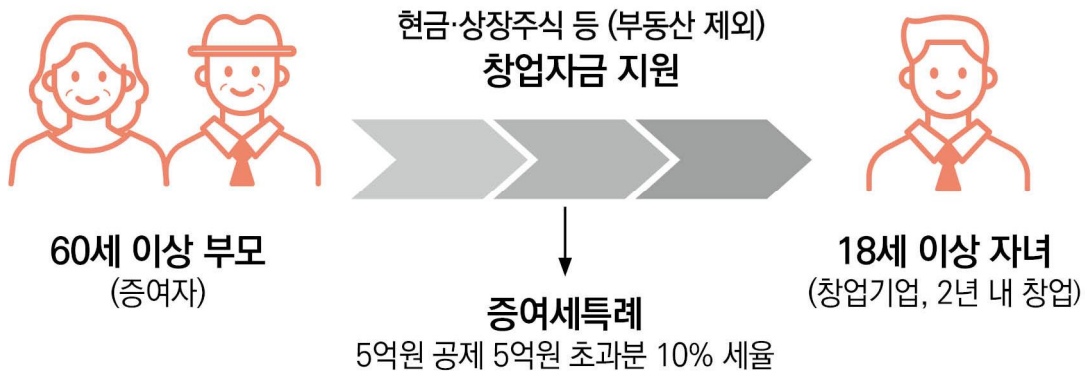 현금·상장주식 등 (부동산 제외)
창업자금 지원
60세 이상 부모
(증여자)
18세 이상 자녀
(창업기업, 2년 내 창업)
증여세특례
5억원 공제 5억원 초과분 10% 세율